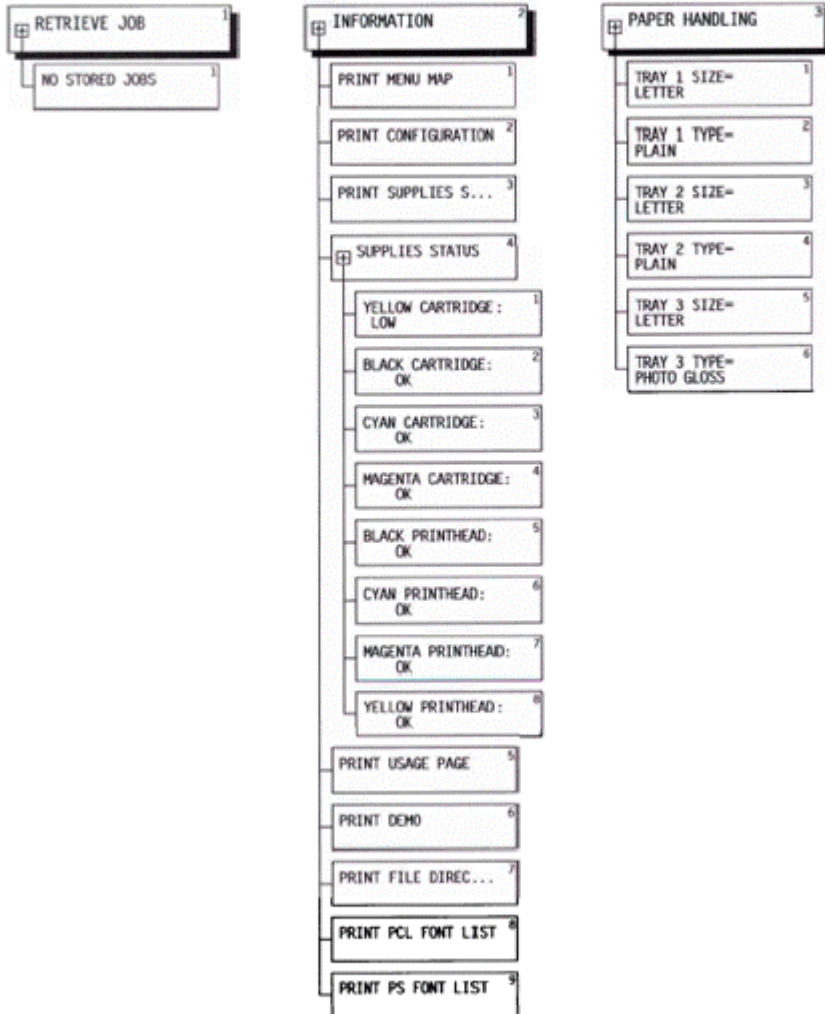 RETRIEVE JOB 1
NO STORED JOBS 1
INFORMATION 2
PRINT MENU MAP 1
PRINT CONFIGURATION 2
PRINT SUPPLIES S... 3
SUPPLIES STATUS 4
YELLOW CARTRIDGE: 1
LOW
BLACK CARTRIDGE: 2
OK
CYAN CARTRIDGE: 3
OK
MAGENTA CARTRIDGE: 4
OK
BLACK PRINTHEAD: 5
OK
CYAN PRINTHEAD: 6
OK
MAGENTA PRINTHEAD: 7
OK
YELLOW PRINTHEAD: 8
OK
PRINT USAGE PAGE 5
PRINT DEMO 6
PRINT FILE DIREC... 7
PRINT PCL FONT LIST 8
PRINT PS FONT LIST 9
PAPER HANDLING 3
TRAY 1 SIZE= 1
LETTER
TRAY 1 TYPE= 2
PLAIN
TRAY 2 SIZE= 3
LETTER
TRAY 2 TYPE= 4
PLAIN
TRAY 3 SIZE= 5
LETTER
TRAY 3 TYPE= 6
PHOTO GLOSS